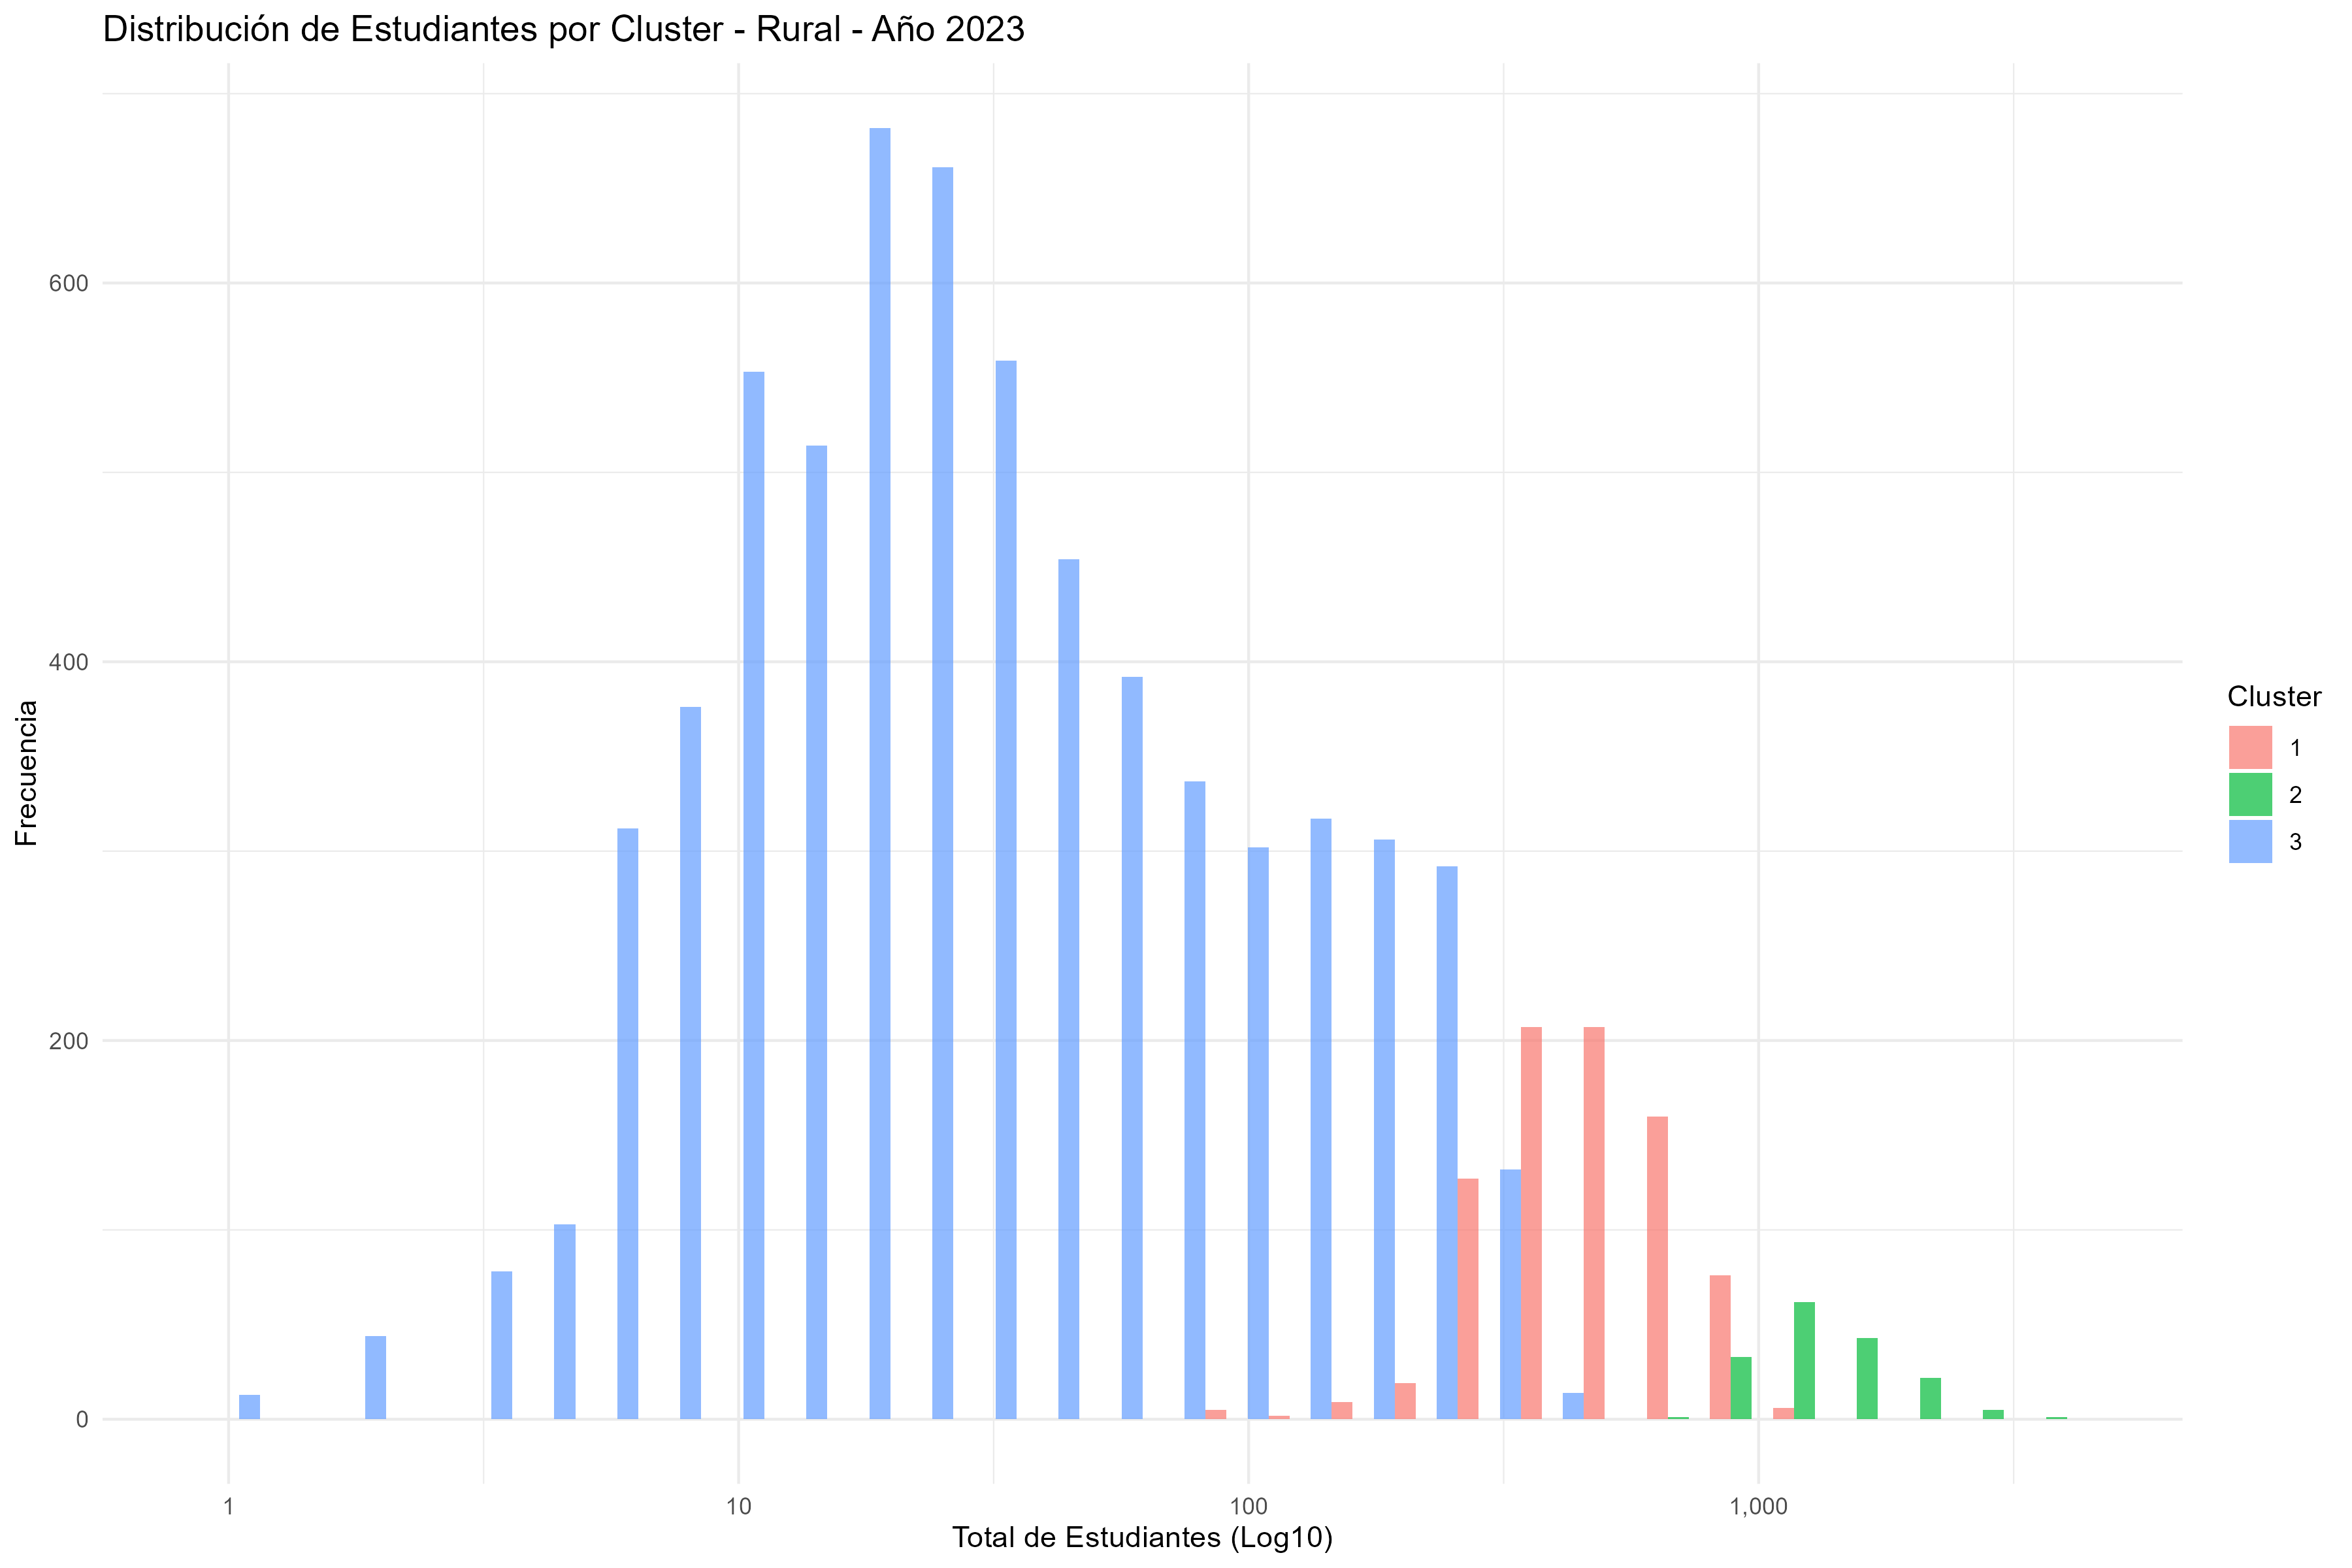 Distribución de Estudiantes por Cluster - Rural - Año 2023
600
400
200
0
Frecuencia
1
10
100
1,000
Total de Estudiantes (Log10)
Cluster
1
2
3